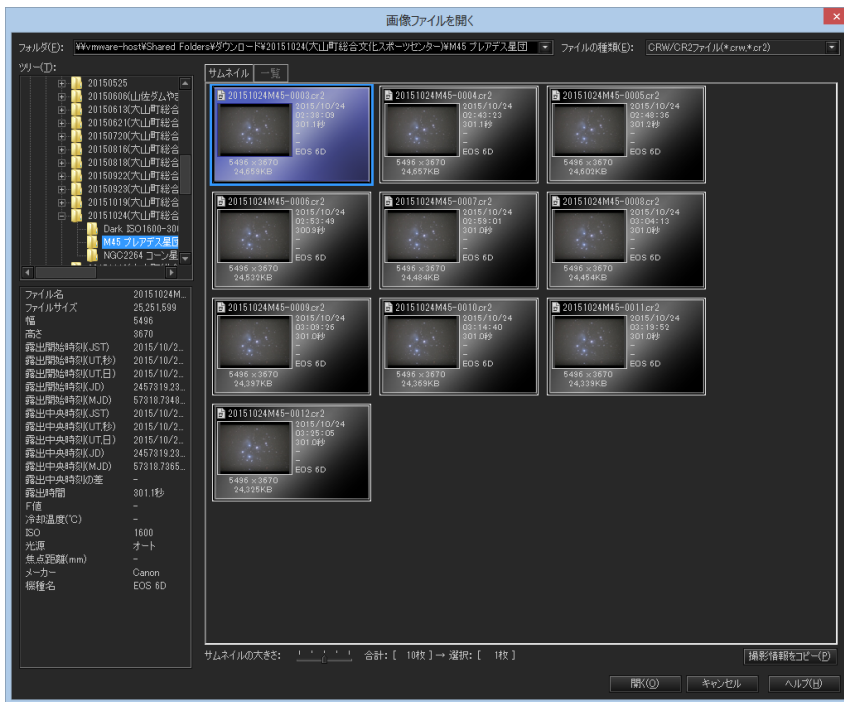 画像ファイルを開く
フォルダ(F): ¥¥vmware-host¥Shared Folders¥ダウンロード¥20151024(大山町総合文化スポーツセンター)¥M45 プレアデス星団 ファイルの種類(E): CRW/CR2ファイル(*.crw,*.cr2)
ツリー(T):
サムネイル 一覧
20150525
20150606(山佐ダムやま
20150613(大山町総合
20150621(大山町総合
20150720(大山町総合
20150816(大山町総合
20150818(大山町総合
20150922(大山町総合
20150923(大山町総合
20151019(大山町総合
20151024(大山町総合
Dark ISO1600-300
M45 プレアデス星団
NGC2264 コーン星
ファイル名 20151024M...
ファイルサイズ 25,251,599
幅 5496
高さ 3670
露出開始時刻(JST) 2015/10/2...
露出開始時刻(UT,秒) 2015/10/2...
露出開始時刻(UT,日) 2015/10/2...
露出開始時刻(JD) 2457319.23...
露出開始時刻(MJD) 57318.7348...
露出中央時刻(JST) 2015/10/2...
露出中央時刻(UT,秒) 2015/10/2...
露出中央時刻(UT,日) 2015/10/2...
露出中央時刻(JD) 2457319.23...
露出中央時刻(MJD) 57318.7365...
露出中央時刻の差 -
露出時間 301.1秒
F値 -
冷却温度(℃) -
ISO 1600
光源 オート
焦点距離(mm) -
メーカー Canon
機種名 EOS 6D
20151024M45-0003.cr2
2015/10/24
02:38:09
301.1秒
-
-
EOS 6D
5496 x 3670
24,659KB
20151024M45-0004.cr2
2015/10/24
02:43:23
301.1秒
-
-
EOS 6D
5496 x 3670
24,657KB
20151024M45-0005.cr2
2015/10/24
02:48:36
301.2秒
-
-
EOS 6D
5496 x 3670
24,602KB
20151024M45-0006.cr2
2015/10/24
02:53:49
300.9秒
-
-
EOS 6D
5496 x 3670
24,532KB
20151024M45-0007.cr2
2015/10/24
02:59:01
301.0秒
-
-
EOS 6D
5496 x 3670
24,484KB
20151024M45-0008.cr2
2015/10/24
03:04:13
301.0秒
-
-
EOS 6D
5496 x 3670
24,454KB
20151024M45-0009.cr2
2015/10/24
03:09:26
301.0秒
-
-
EOS 6D
5496 x 3670
24,397KB
20151024M45-0010.cr2
2015/10/24
03:14:40
301.0秒
-
-
EOS 6D
5496 x 3670
24,369KB
20151024M45-0011.cr2
2015/10/24
03:19:52
301.0秒
-
-
EOS 6D
5496 x 3670
24,339KB
20151024M45-0012.cr2
2015/10/24
03:25:05
301.0秒
-
-
EOS 6D
5496 x 3670
24,325KB
サムネイルの大きさ: 合計:[ 10枚 ]→ 選択:[ 1枚 ] 撮影情報をコピー(P)
開く(O) キャンセル ヘルプ(H)